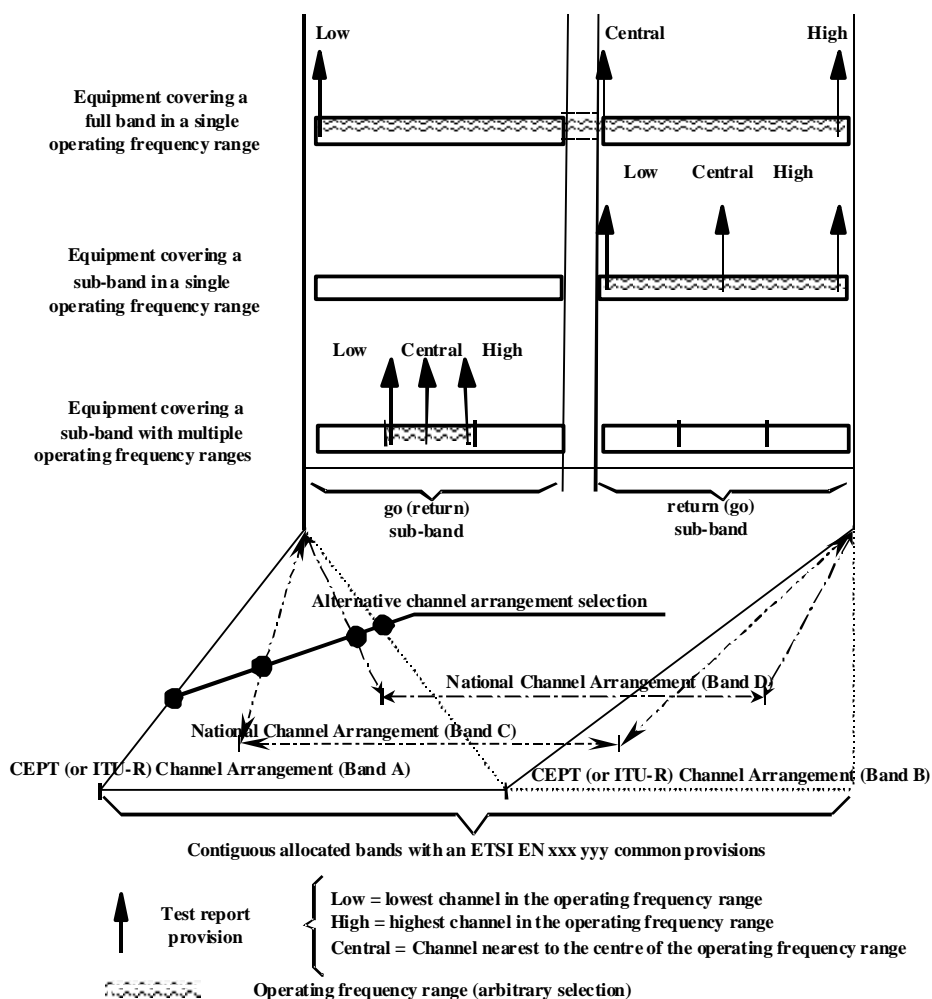 Low
Central
High
Equipment covering a
full band in a single
operating frequency range
Low Central High
Equipment covering a
sub-band in a single
operating frequency range
Low Central High
Equipment covering a
sub-band with multiple
operating frequency ranges
go (return)
sub-band
return (go)
sub-band
Alternative channel arrangement selection
National Channel Arrangement (Band D)
National Channel Arrangement (Band C)
CEPT (or ITU-R) Channel Arrangement (Band A)
CEPT (or ITU-R) Channel Arrangement (Band B)
Contiguous allocated bands with an ETSI EN xxx yyy common provisions
Test report
provision
Low = lowest channel in the operating frequency range
High = highest channel in the operating frequency range
Central = Channel nearest to the centre of the operating frequency range
Operating frequency range (arbitrary selection)